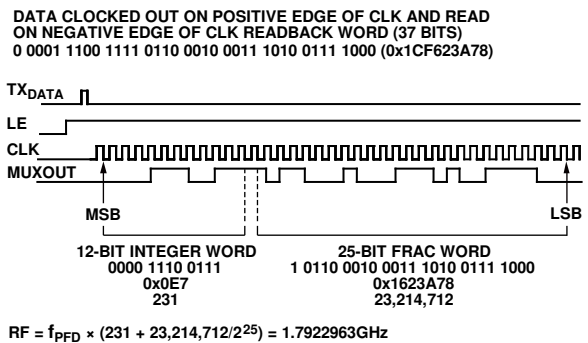 DATA CLOCKED OUT ON POSITIVE EDGE OF CLK AND READ
ON NEGATIVE EDGE OF CLK READBACK WORD (37 BITS)
0 0001 1100 1111 0110 0010 0011 1010 0111 1000 (0x1CF623A78)
TXDATA
LE
CLK
MUXOUT
MSB LSB
12-BIT INTEGER WORD 25-BIT FRAC WORD
0000 1110 0111 1 0110 0010 0011 1010 0111 1000
0x0E7 0x1623A78
231 23,214,712
RF = fPFD × (231 + 23,214,712/2²⁵) = 1.7922963GHz